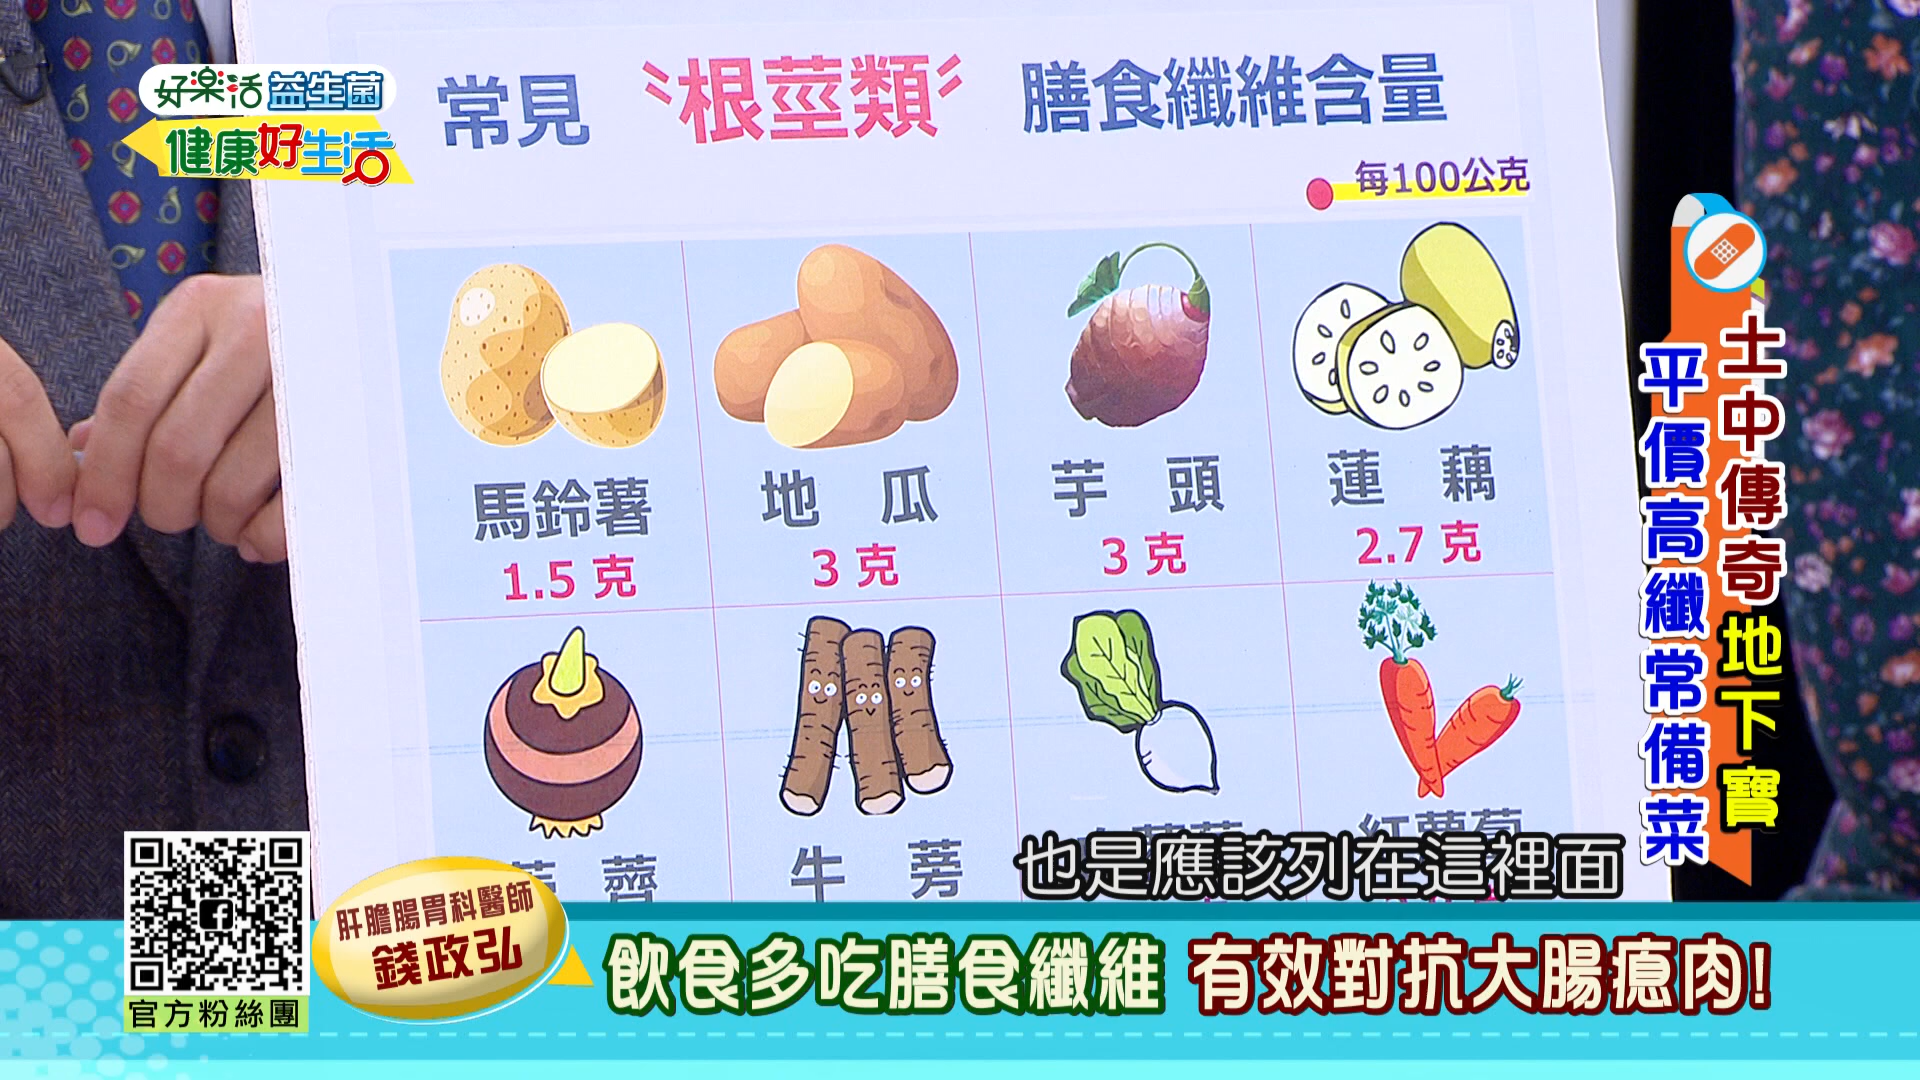 好樂活益生菌
健康好生活
常見 根莖類 膳食纖維含量
每100公克
馬鈴薯
1.5 克
地瓜
3 克
芋頭
3 克
蓮藕
2.7 克
牛蒡
紅蘿蔔
土中傳奇地下寶
平價高纖常備菜
也是應該列在這裡面
肝膽腸胃科醫師
錢政弘
飲食多吃膳食纖維 有效對抗大腸瘜肉!
官方粉絲團